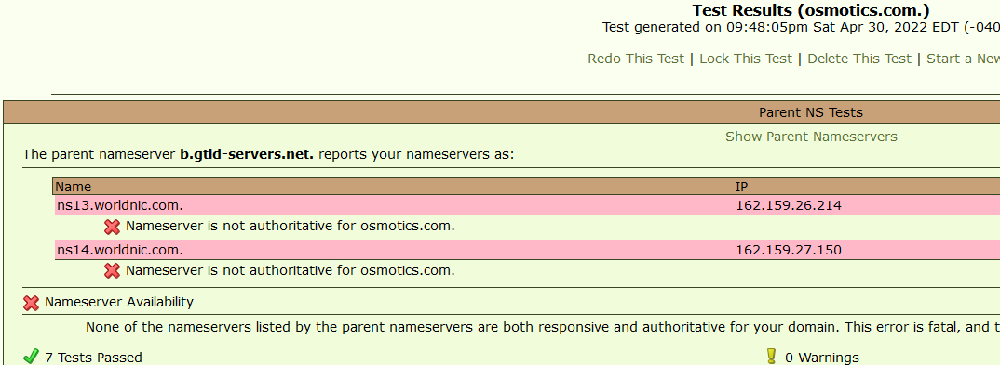 Test Results (osmotics.com.)
Test generated on 09:48:05pm Sat Apr 30, 2022 EDT (-040
Redo This Test | Lock This Test | Delete This Test | Start a New
Parent NS Tests
Show Parent Nameservers
The parent nameserver b.gtld-servers.net. reports your nameservers as:
Name IP
ns13.worldnic.com. 162.159.26.214
Nameserver is not authoritative for osmotics.com.
ns14.worldnic.com. 162.159.27.150
Nameserver is not authoritative for osmotics.com.
Nameserver Availability
None of the nameservers listed by the parent nameservers are both responsive and authoritative for your domain. This error is fatal, and t
7 Tests Passed 0 Warnings